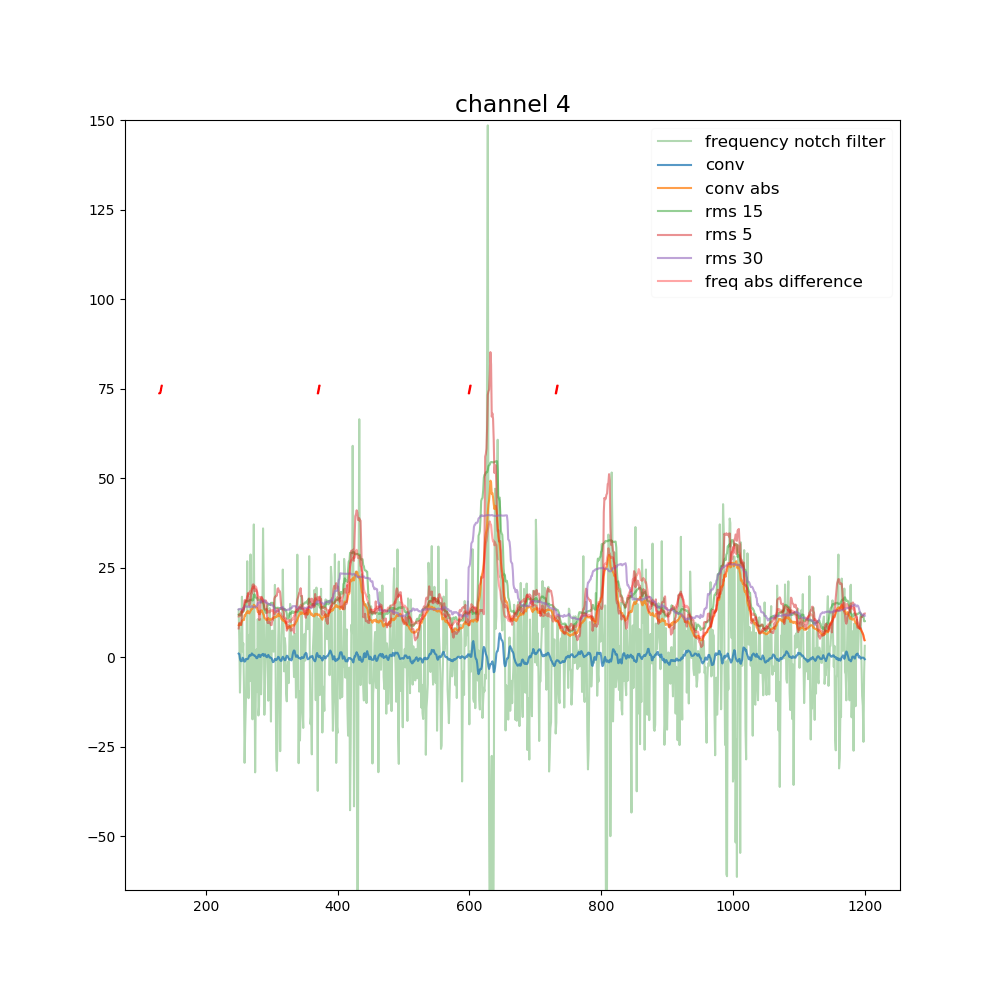 channel 4
150
125
100
75
50
25
0
−25
−50
200
400
600
800
1000
1200
frequency notch filter
conv
conv abs
rms 15
rms 5
rms 30
freq abs difference